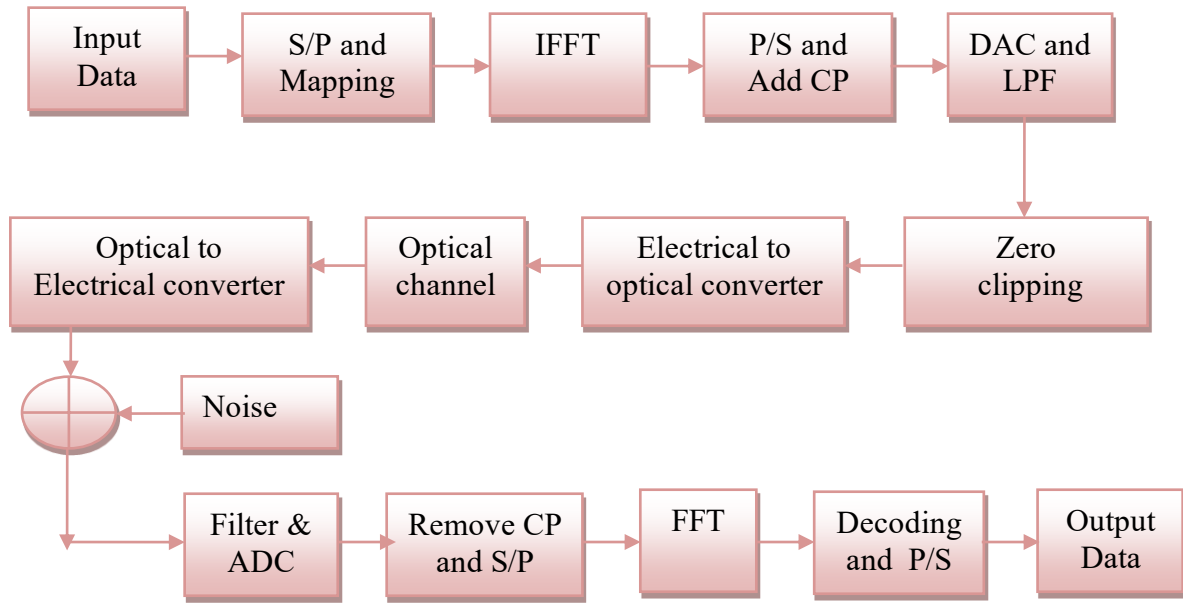 Input
Data
S/P and
Mapping
IFFT
P/S and
Add CP
DAC and
LPF
Optical to
Electrical converter
Optical
channel
Electrical to
optical converter
Zero
clipping
Noise
Filter &
ADC
Remove CP
and S/P
FFT
Decoding
and P/S
Output
Data